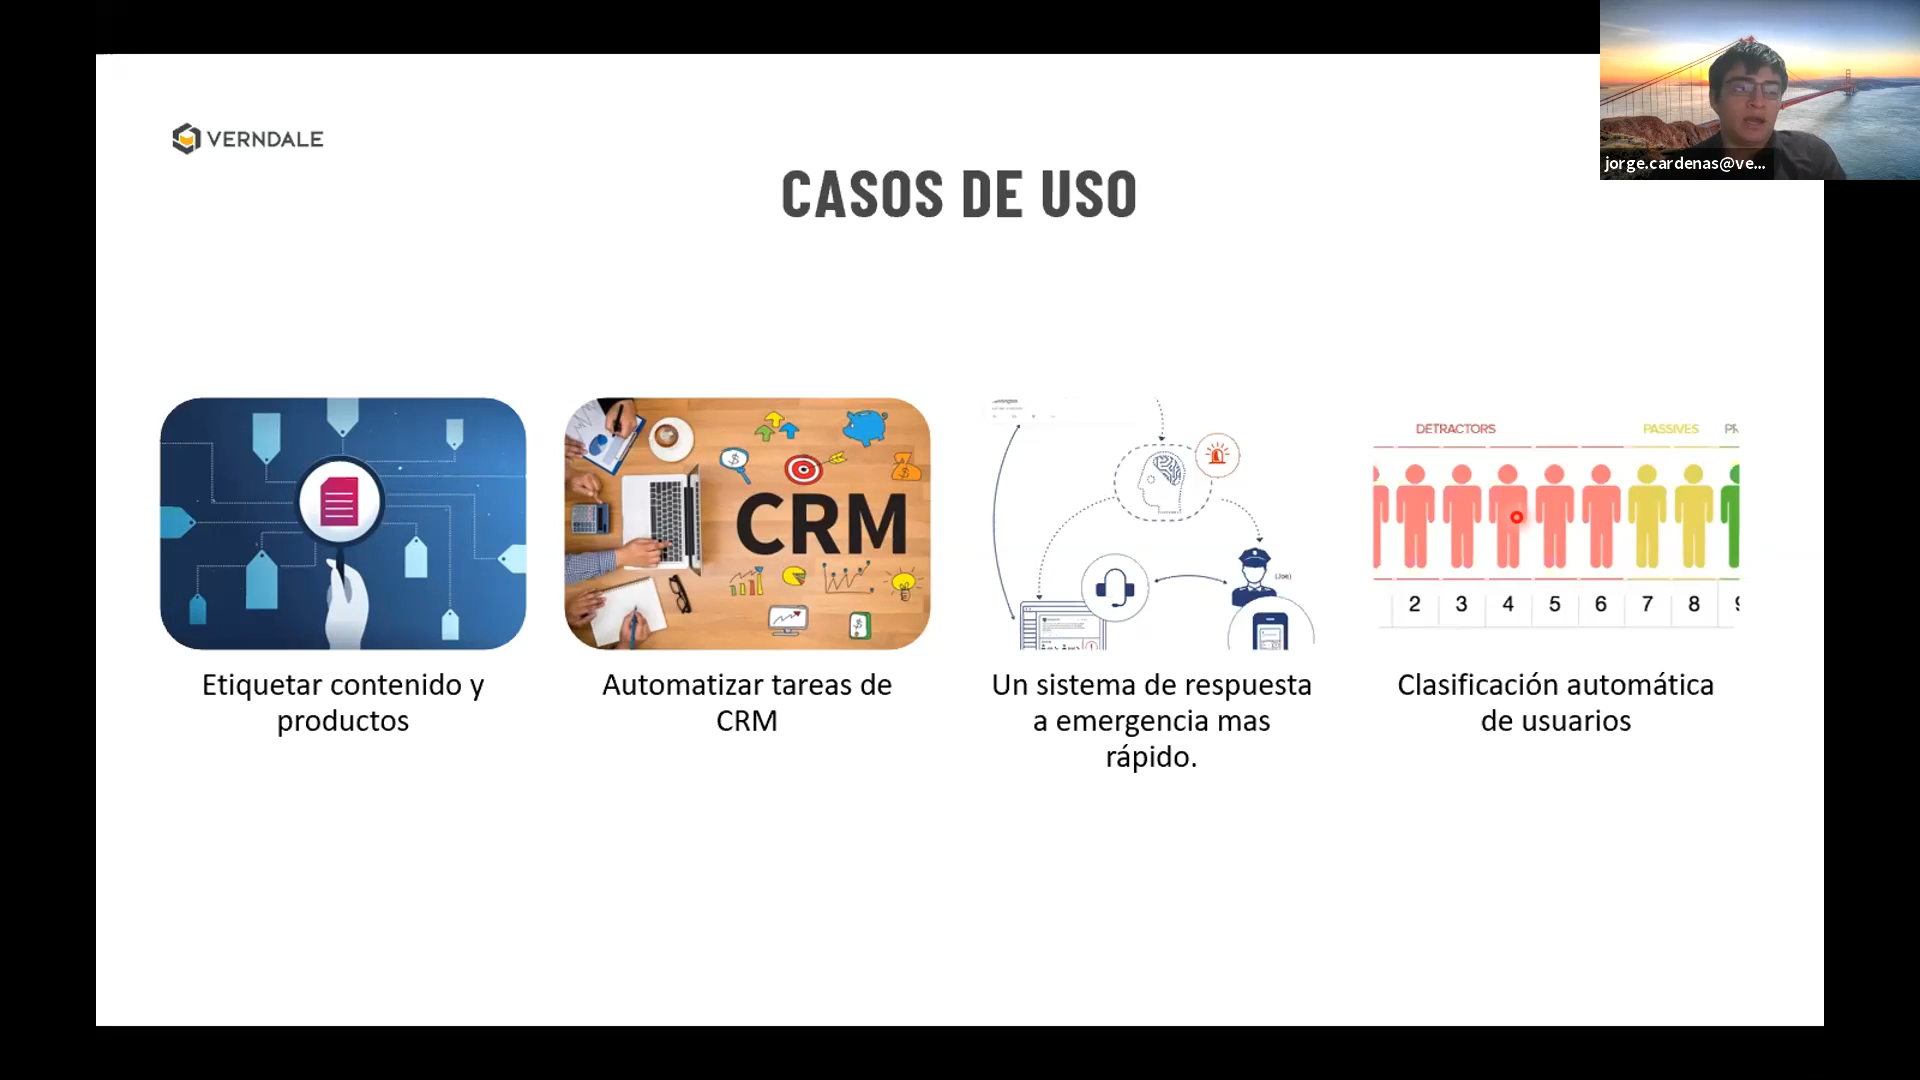 VERNDALE
jorge.cardenas@ve...
CASOS DE USO
CRM
(Joe)
DETRACTORS PASSIVES
2 3 4 5 6 7 8
Etiquetar contenido y
productos
Automatizar tareas de
CRM
Un sistema de respuesta
a emergencia mas
rápido.
Clasificación automática
de usuarios